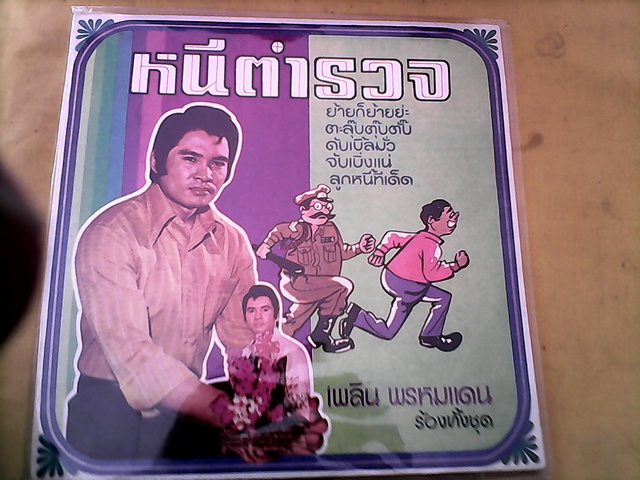 หนีตำรวจ
ย้ายก็ย้ายย่ะ
ตะลุ๊บตุ๊บตั๊บ
ดับเบิ้ลมั่ว
จับเบิ่งแน่
ลูกหนี้ทีเด็ด
เพลิน พรหมแดน
ร้องทั้งชุด